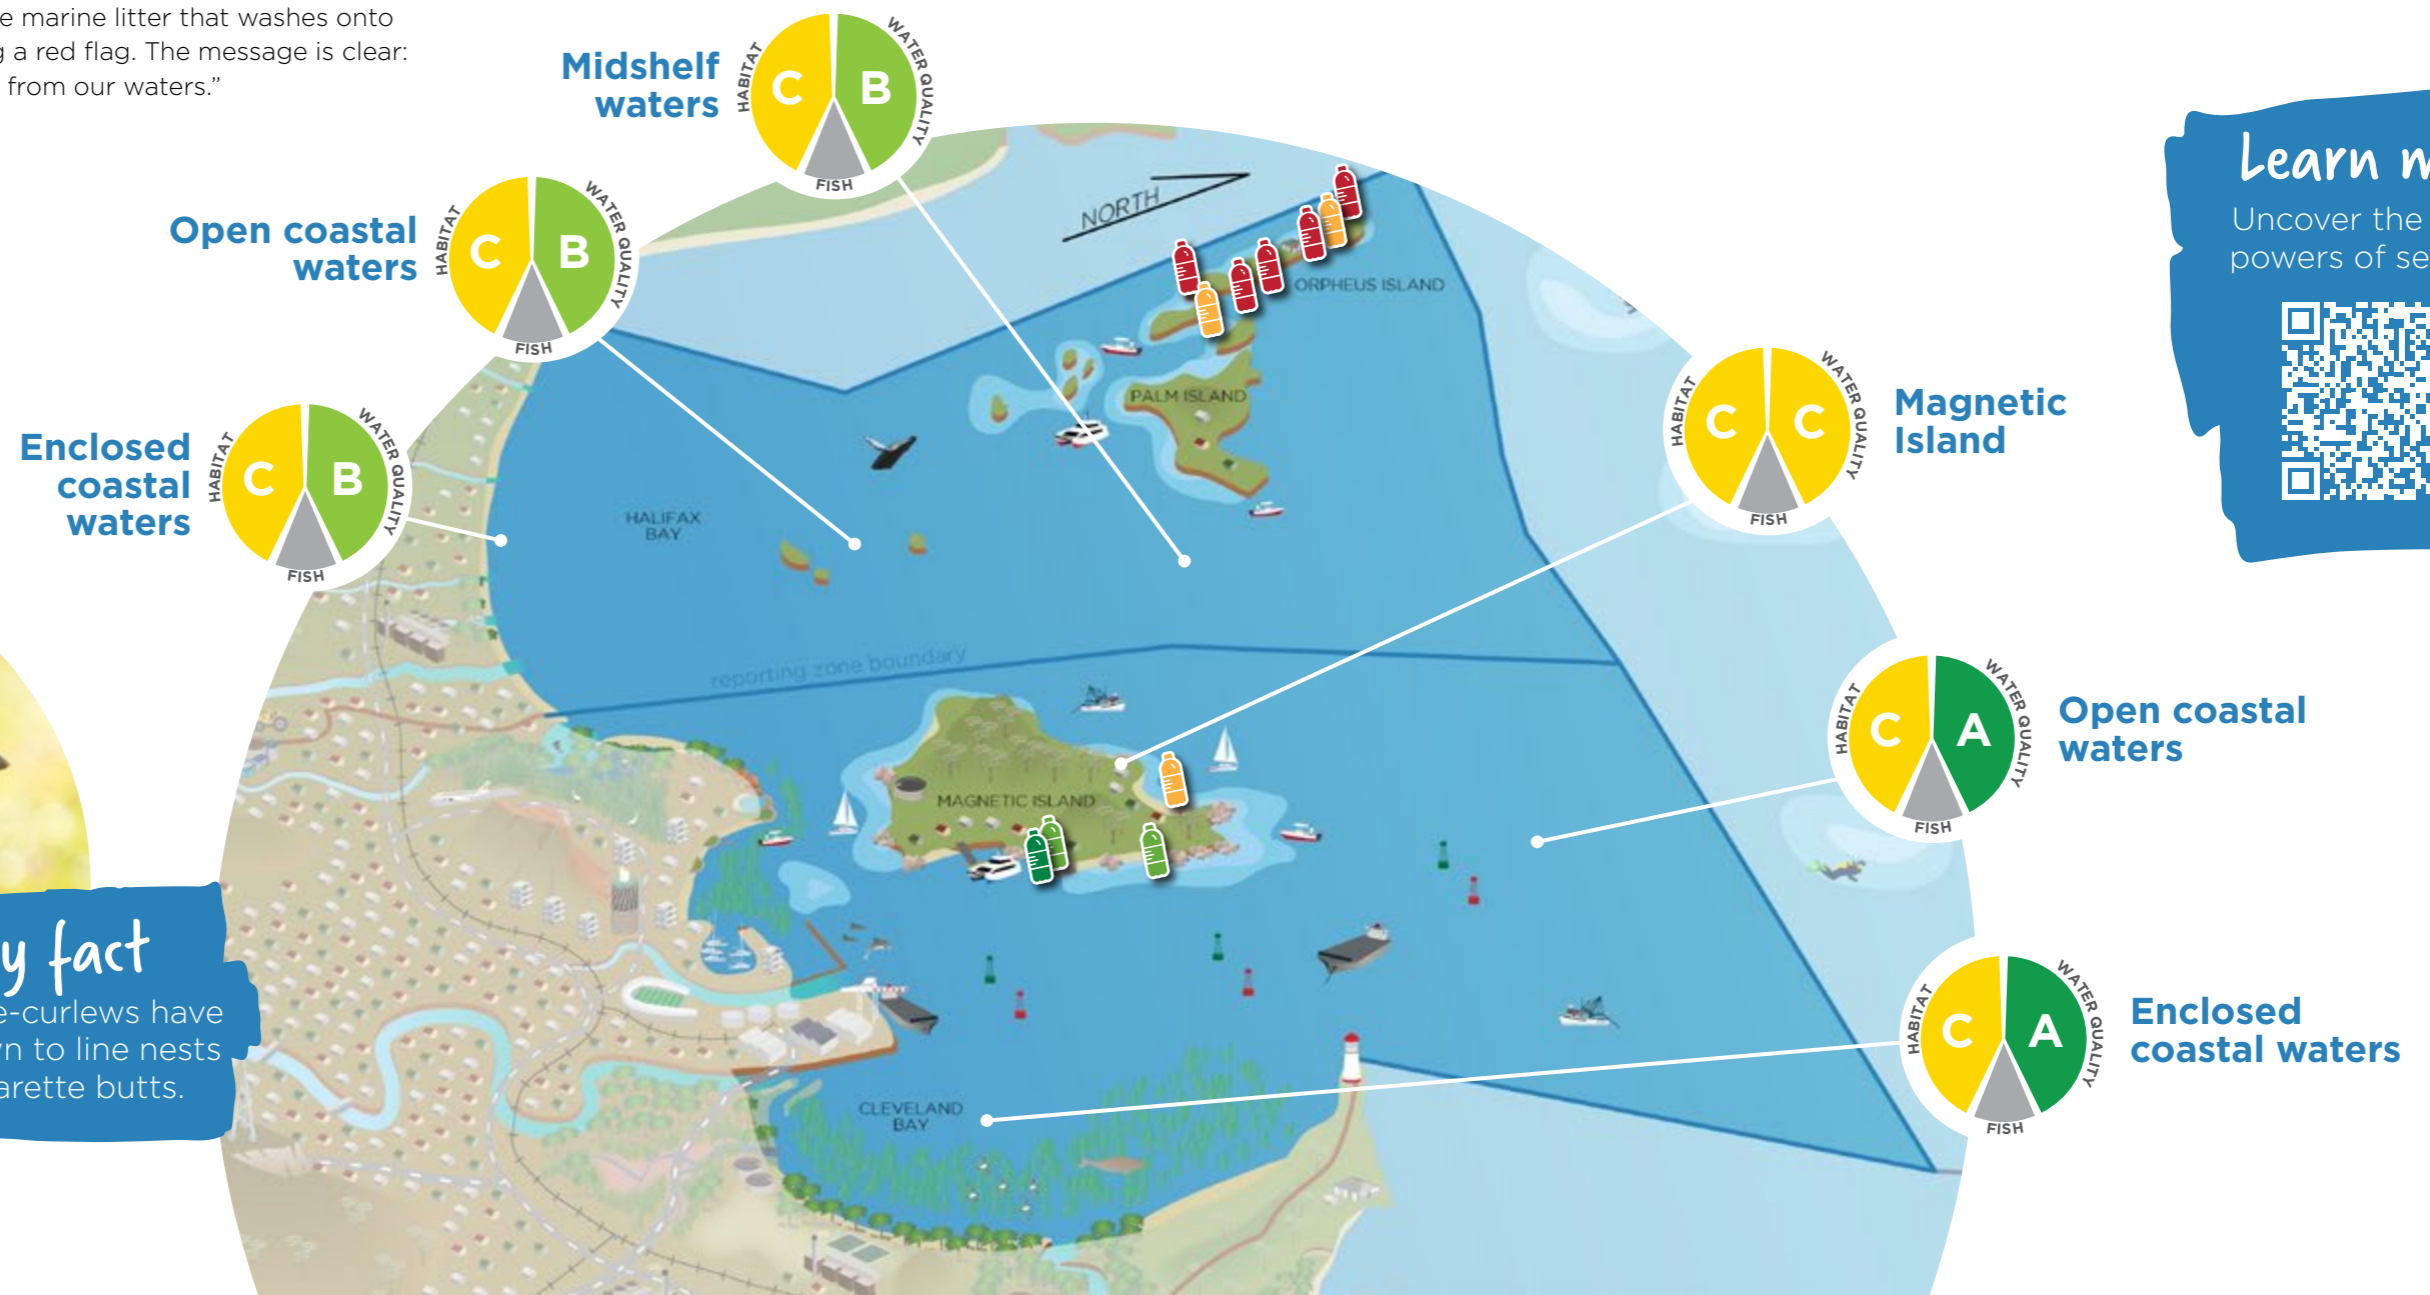 e marine litter that washes onto
g a red flag. The message is clear:
from our waters.”
Midshelf
waters
HABITAT
C
B
WATER QUALITY
FISH
Open coastal
waters
HABITAT
C
B
WATER QUALITY
FISH
Enclosed
coastal
waters
HABITAT
C
B
WATER QUALITY
FISH
NORTH
ORPHEUS ISLAND
PALM ISLAND
HALIFAX
BAY
reporting zone boundary
MAGNETIC ISLAND
CLEVELAND
BAY
HABITAT
C
C
WATER QUALITY
FISH
Magnetic
Island
HABITAT
C
A
WATER QUALITY
FISH
Open coastal
waters
HABITAT
C
A
WATER QUALITY
FISH
Enclosed
coastal waters
Learn
Uncover the
powers of se
y fact
e-curlews have
n to line nests
arette butts.